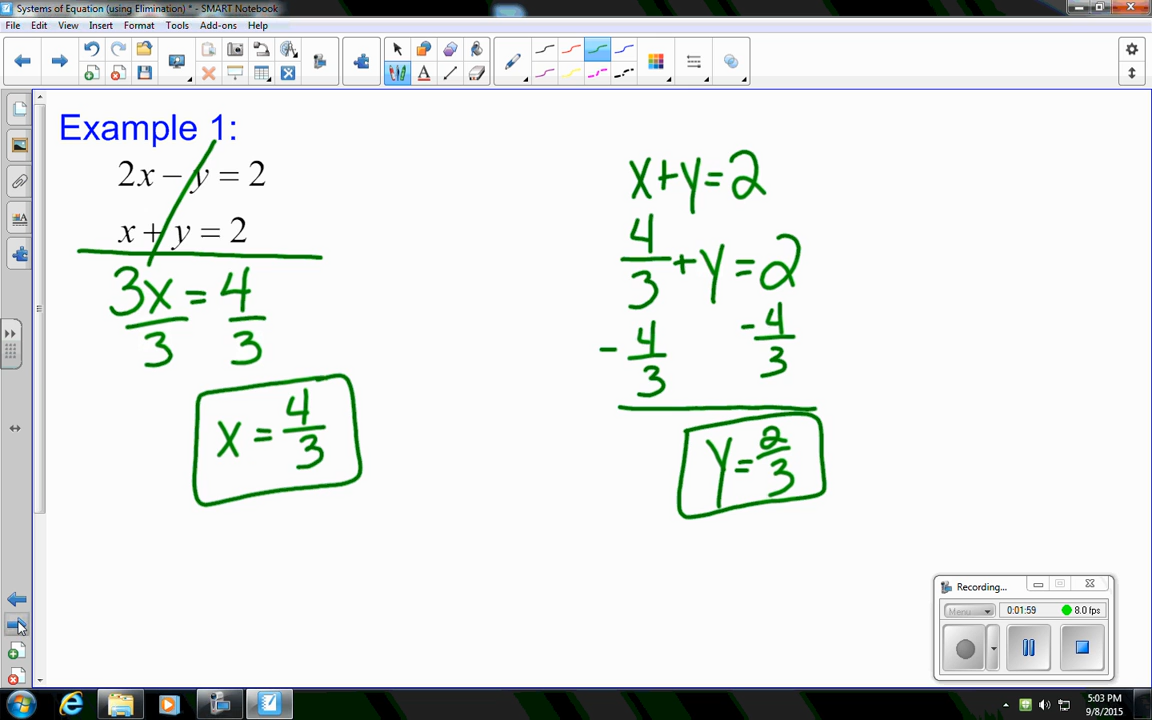 Systems of Equation (using Elimination) * - SMART Notebook
File Edit View Insert Format Tools Add-ons Help
Example 1:
2x − y = 2
x + y = 2
3x = 4
3 3
x = 4/3
x+y=2
4/3 +y=2
- 4/3 - 4/3
y= 2/3
Recording...
Menu 0:01:59 8.0 fps
5:03 PM
9/8/2015